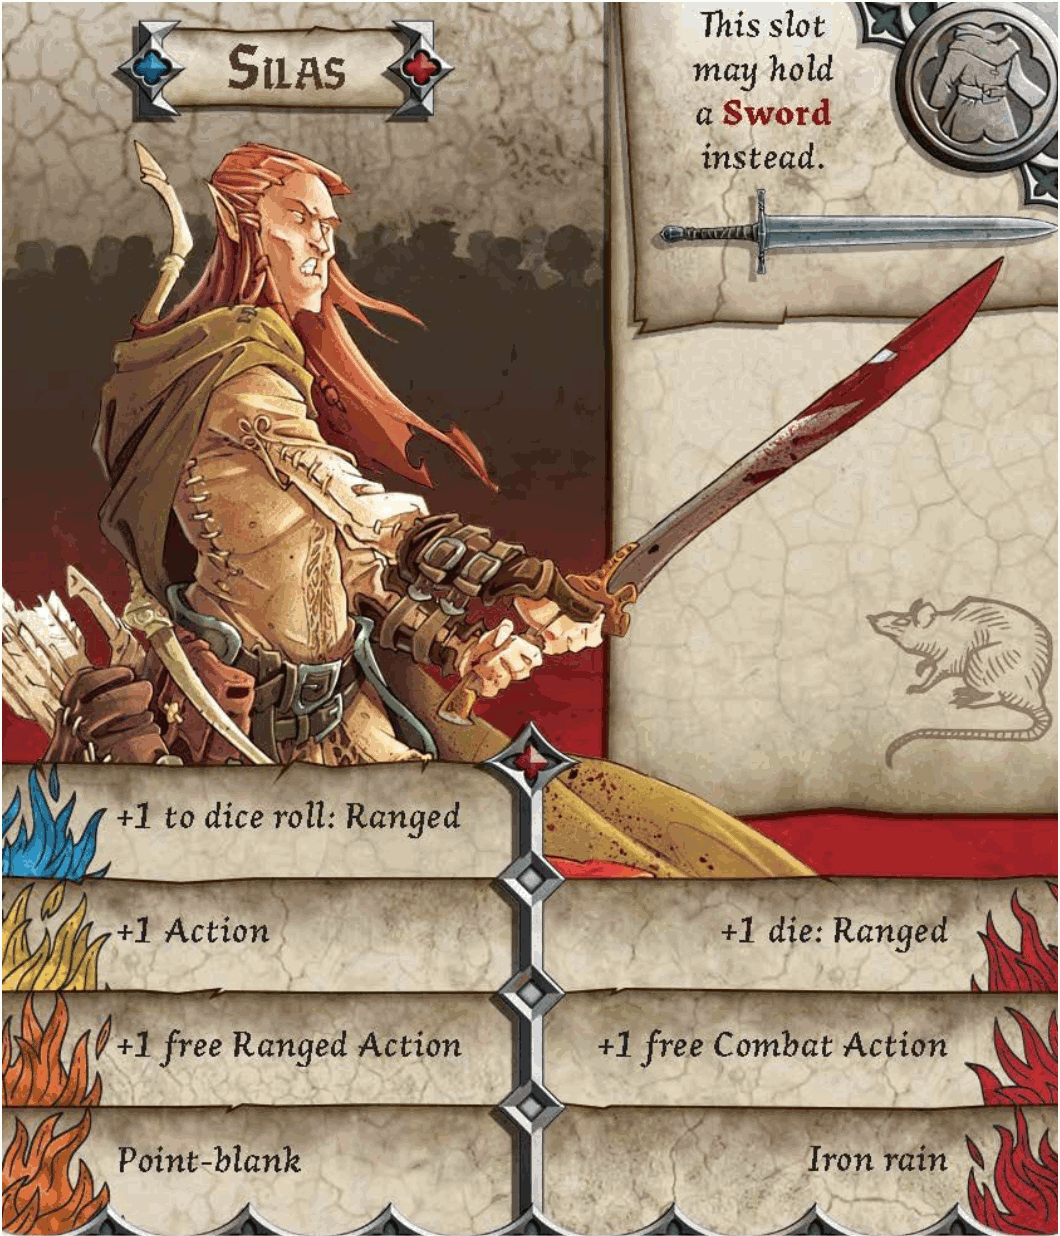 Silas
This slot
may hold
a Sword
instead.
+1 to dice roll: Ranged
+1 Action
+1 die: Ranged
+1 free Ranged Action
+1 free Combat Action
Point-blank
Iron rain